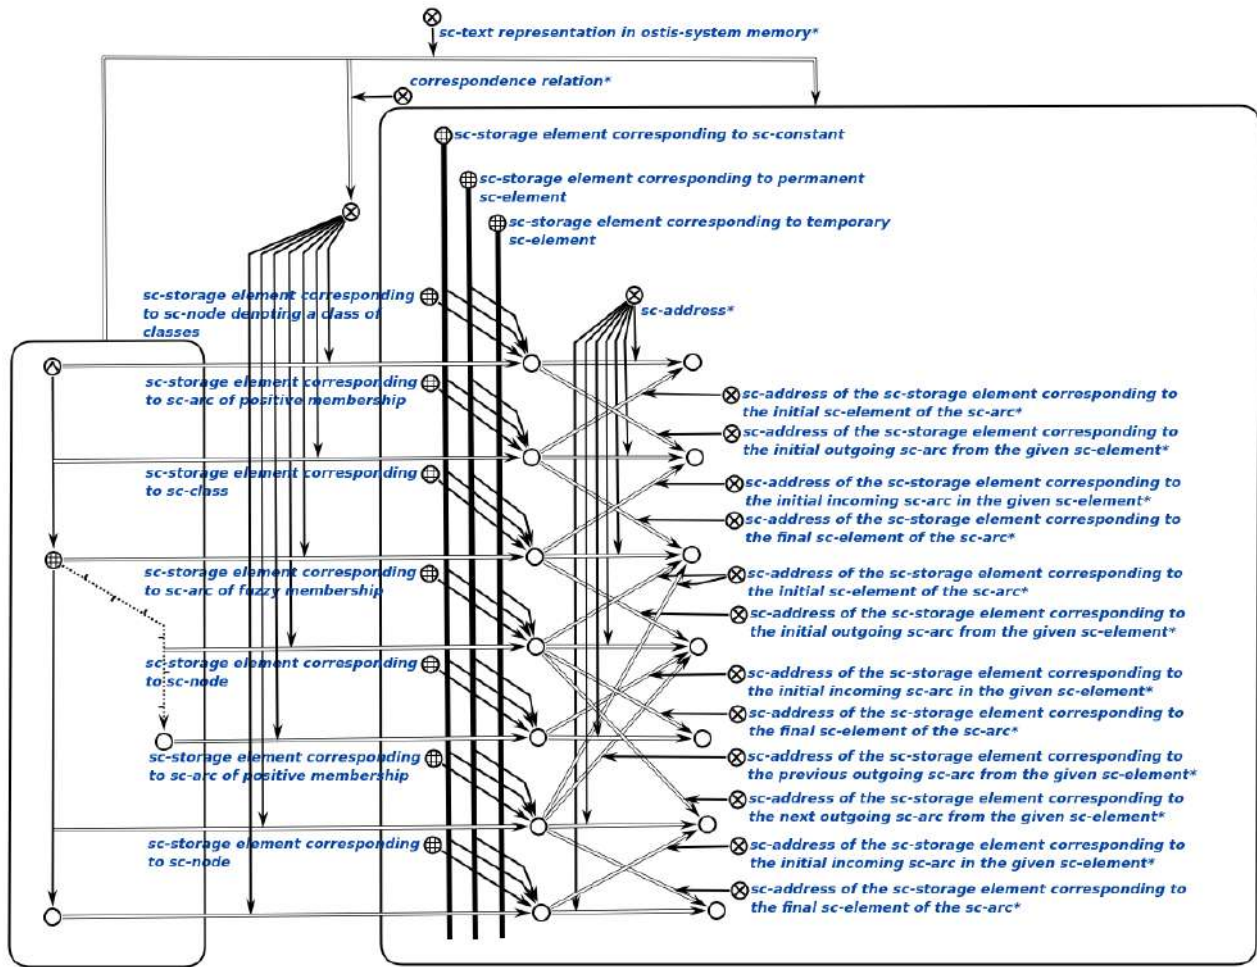 sc-text representation in ostis-system memory*
correspondence relation*
sc-storage element corresponding to sc-constant
sc-storage element corresponding to permanent
sc-element
sc-storage element corresponding to temporary
sc-element
sc-storage element corresponding
to sc-node denoting a class of
classes
sc-address*
sc-storage element corresponding
to sc-arc of positive membership
sc-address of the sc-storage element corresponding to
the initial sc-element of the sc-arc*
sc-address of the sc-storage element corresponding to
the initial outgoing sc-arc from the given sc-element*
sc-storage element corresponding
to sc-class
sc-address of the sc-storage element corresponding to
the initial incoming sc-arc in the given sc-element*
sc-address of the sc-storage element corresponding to
the final sc-element of the sc-arc*
sc-storage element corresponding
to sc-arc of fuzzy membership
sc-address of the sc-storage element corresponding to
the initial sc-element of the sc-arc*
sc-address of the sc-storage element corresponding to
the initial outgoing sc-arc from the given sc-element*
sc-storage element corresponding
to sc-node
sc-address of the sc-storage element corresponding to
the initial incoming sc-arc in the given sc-element*
sc-address of the sc-storage element corresponding to
the final sc-element of the sc-arc*
sc-storage element corresponding
to sc-arc of positive membership
sc-address of the sc-storage element corresponding to
the previous outgoing sc-arc from the given sc-element*
sc-address of the sc-storage element corresponding to
the next outgoing sc-arc from the given sc-element*
sc-storage element corresponding
to sc-node
sc-address of the sc-storage element corresponding to
the initial incoming sc-arc in the given sc-element*
sc-address of the sc-storage element corresponding to
the final sc-element of the sc-arc*